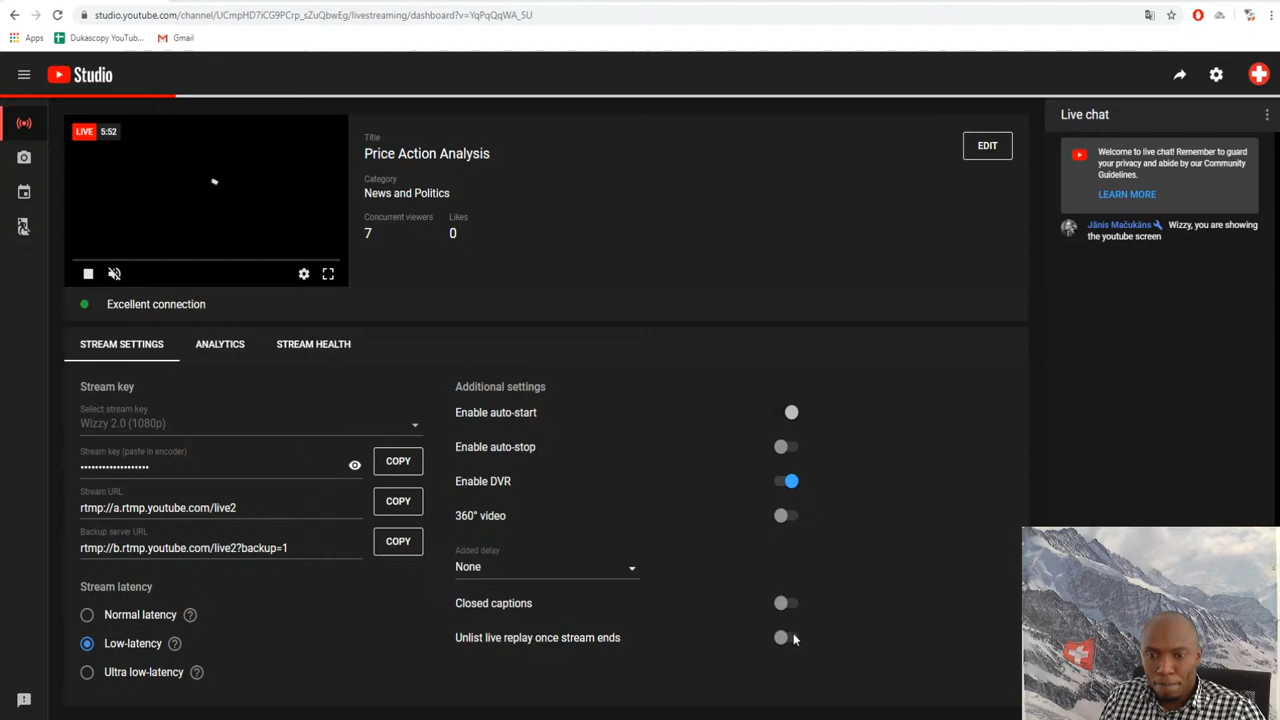 studio.youtube.com/channel/UCmpHD7iCG9PCrp_sZuQbwEg/livestreaming/dashboard?v=YqPqQqWA_5U
Apps Dukascopy YouTub... Gmail
Studio
LIVE 5:52
Title
Price Action Analysis
EDIT
Category
News and Politics
Concurrent viewers Likes
7 0
Excellent connection
STREAM SETTINGS ANALYTICS STREAM HEALTH
Stream key
Select stream key
Wizzy 2.0 (1080p)
Stream key (paste in encoder)
COPY
Stream URL
rtmp://a.rtmp.youtube.com/live2
COPY
Backup server URL
rtmp://b.rtmp.youtube.com/live2?backup=1
COPY
Stream latency
Normal latency
Low-latency
Ultra low-latency
Additional settings
Enable auto-start
Enable auto-stop
Enable DVR
360° video
Added delay
None
Closed captions
Unlist live replay once stream ends
Live chat
Welcome to live chat! Remember to guard
your privacy and abide by our Community
Guidelines.
LEARN MORE
Jānis Mačukāns Wizzy, you are showing
the youtube screen